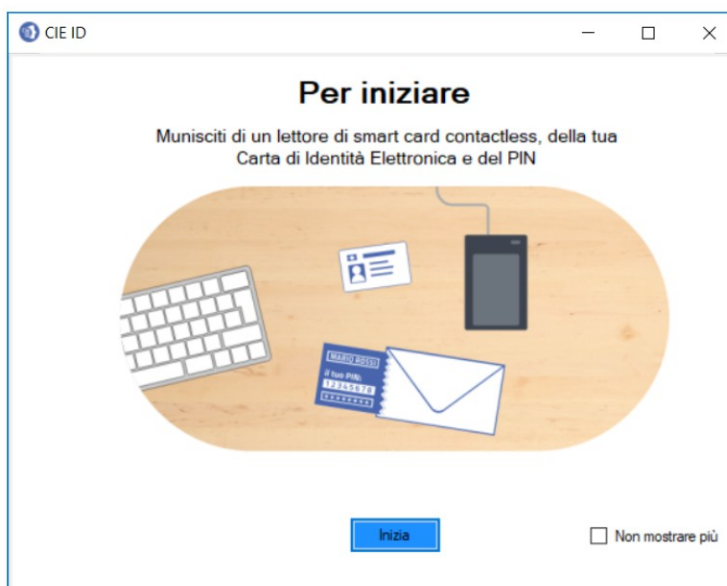 CIE ID
Per iniziare
Munisciti di un lettore di smart card contactless, della tua
Carta di Identità Elettronica e del PIN
MARIO ROSSI
il tuo PIN:
12345678
Inizia
Non mostrare più